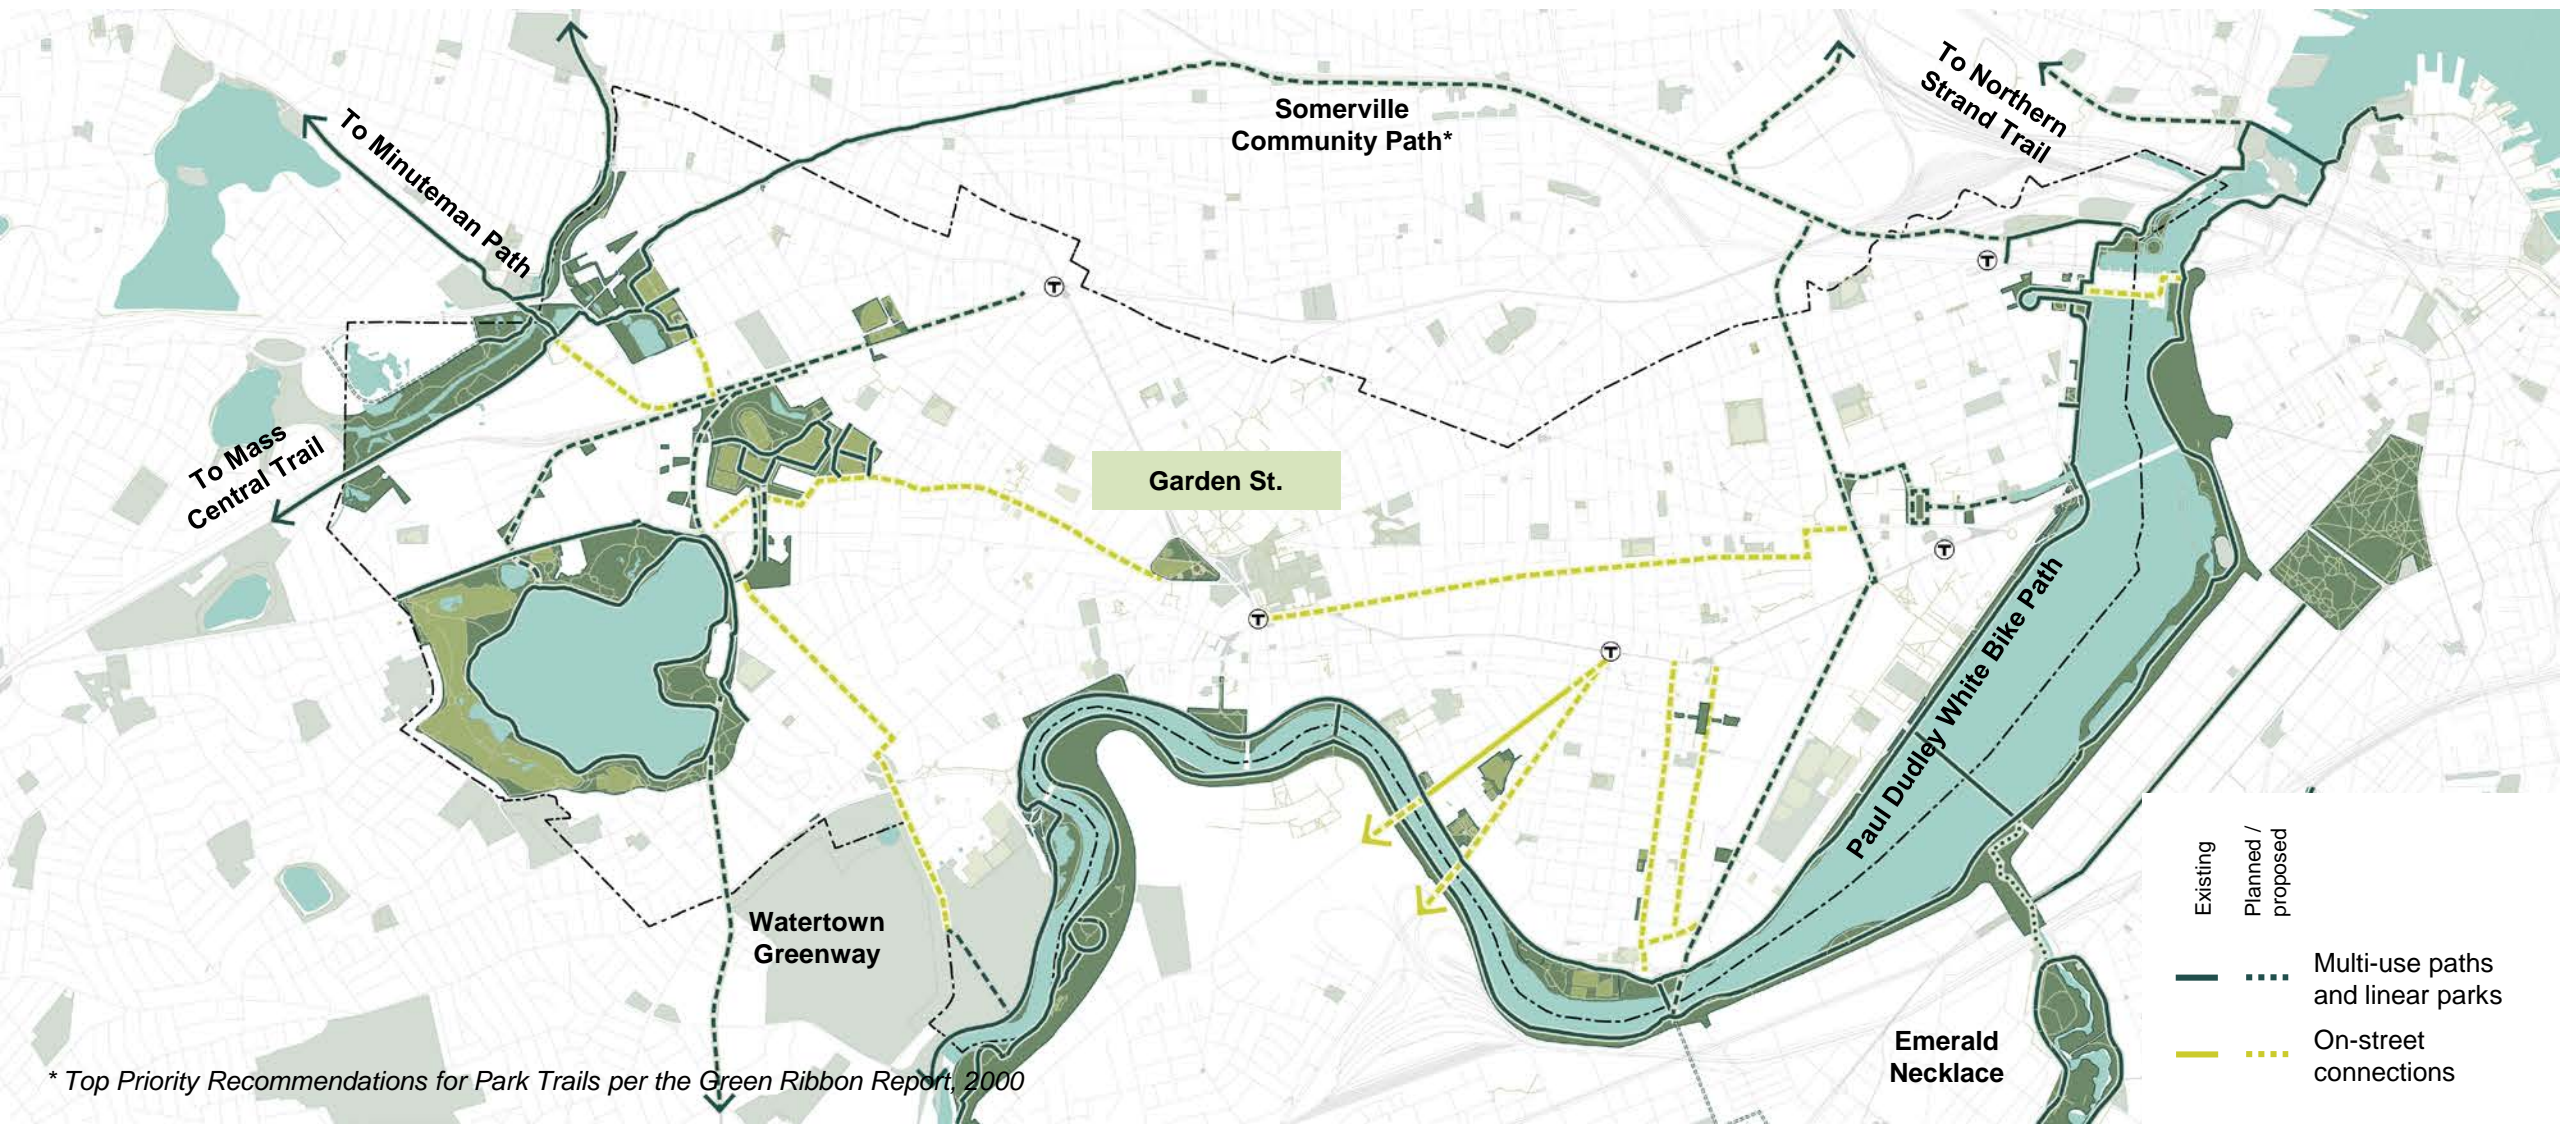 To Minuteman Path
Somerville
Community Path*
To Northern
Strand Trail
T
T
To Mass
Central Trail
Garden St.
T
T
T
Paul Dudley White Bike Path
Watertown
Greenway
Emerald
Necklace
Existing
Planned /
proposed
Multi-use paths
and linear parks
On-street
connections
* Top Priority Recommendations for Park Trails per the Green Ribbon Report, 2000